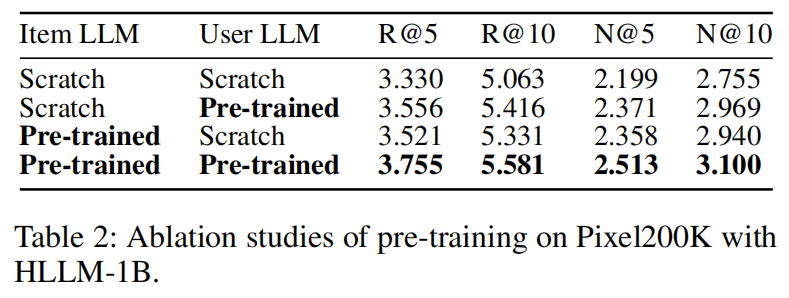 Item LLM User LLM R@5 R@10 N@5 N@10
Scratch Scratch 3.330 5.063 2.199 2.755
Scratch Pre-trained 3.556 5.416 2.371 2.969
Pre-trained Scratch 3.521 5.331 2.358 2.940
Pre-trained Pre-trained 3.755 5.581 2.513 3.100
Table 2: Ablation studies of pre-training on Pixel200K with
HLLM-1B.